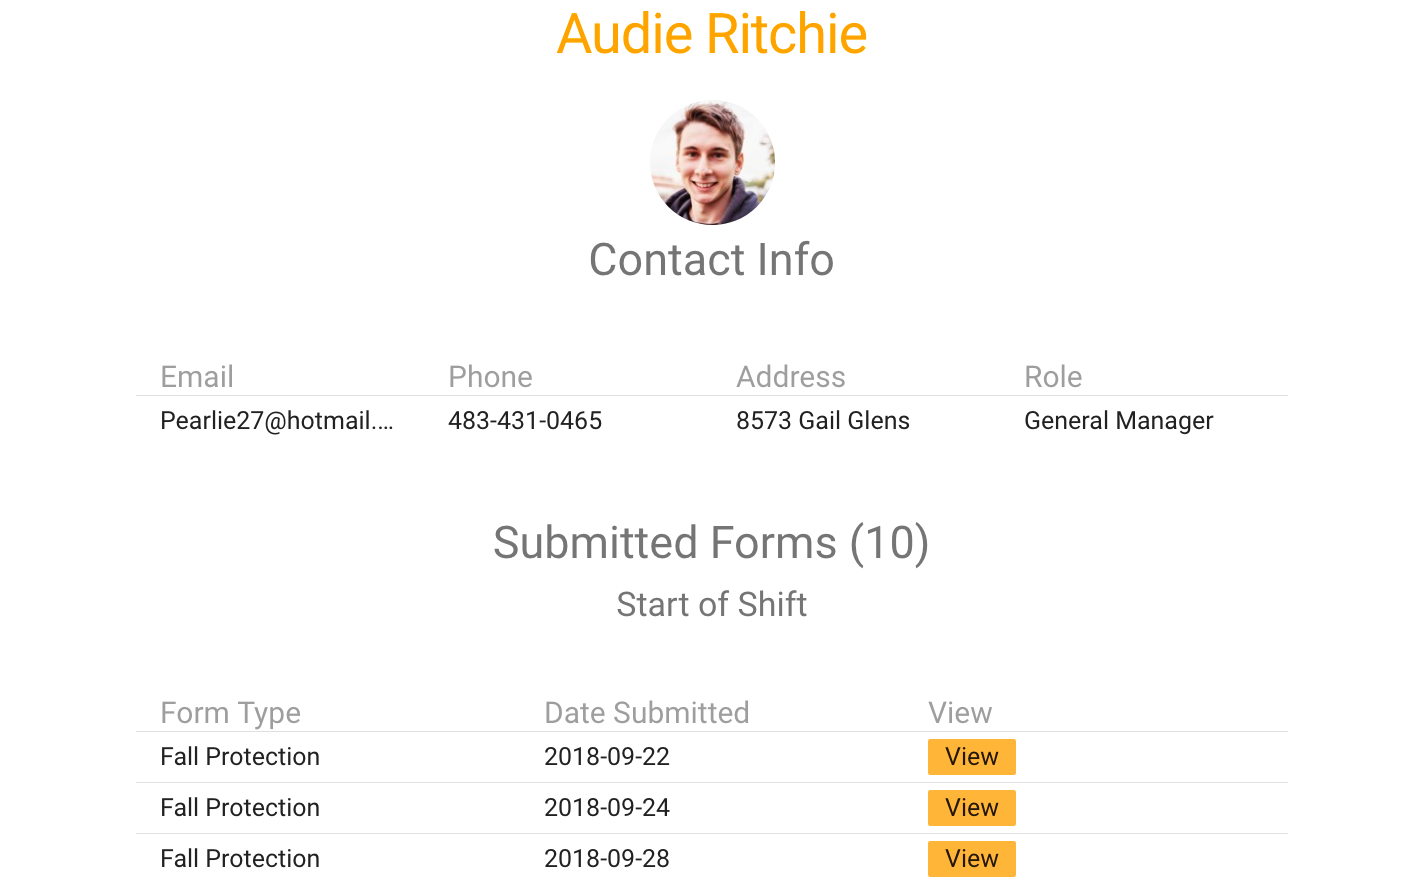 Audie Ritchie
Contact Info
Email Phone Address Role
Pearlie27@hotmail.... 483-431-0465 8573 Gail Glens General Manager
Submitted Forms (10)
Start of Shift
Form Type Date Submitted View
Fall Protection 2018-09-22 View
Fall Protection 2018-09-24 View
Fall Protection 2018-09-28 View